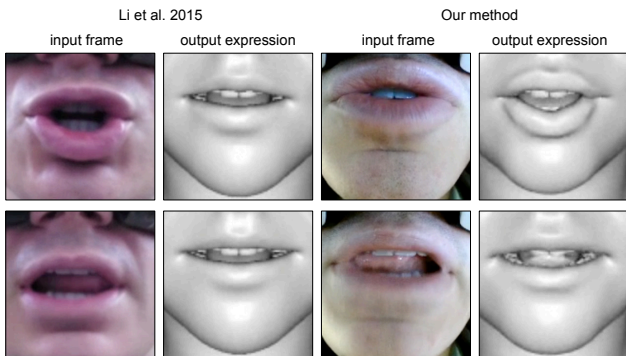 Li et al. 2015
Our method
input frame
output expression
input frame
output expression